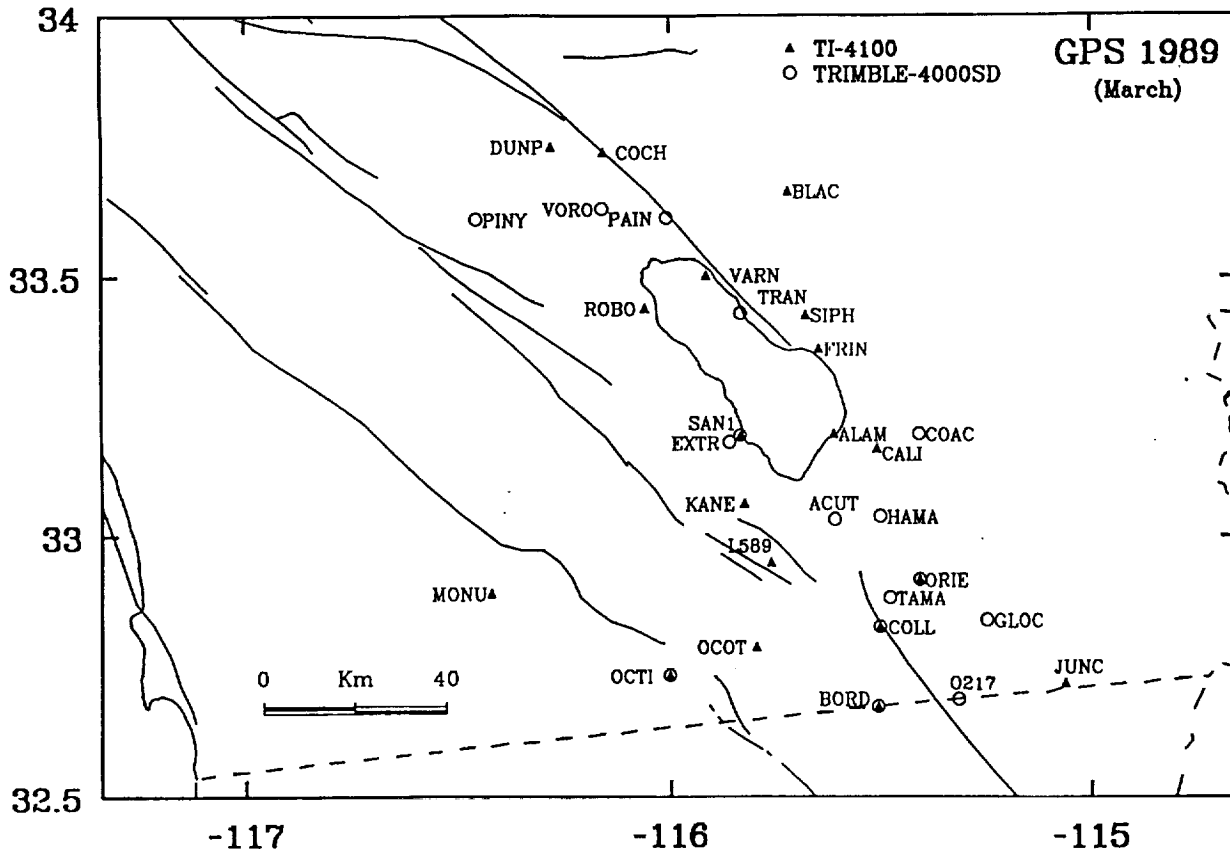 34
TI-4100
TRIMBLE-4000SD
GPS 1989
(March)
DUNP
COCH
BLAC
VORO
PAIN
PINY
33.5
VARN
TRAN
ROBO
SIPH
FRIN
SAN1
EXTR
ALAM
COAC
CALI
KANE
ACUT
HAMA
33
L589
ORIE
TAMA
MONU
GLOC
COLL
OCOT
0 Km 40
OCTI
BORD
O217
JUNC
32.5
-117
-116
-115